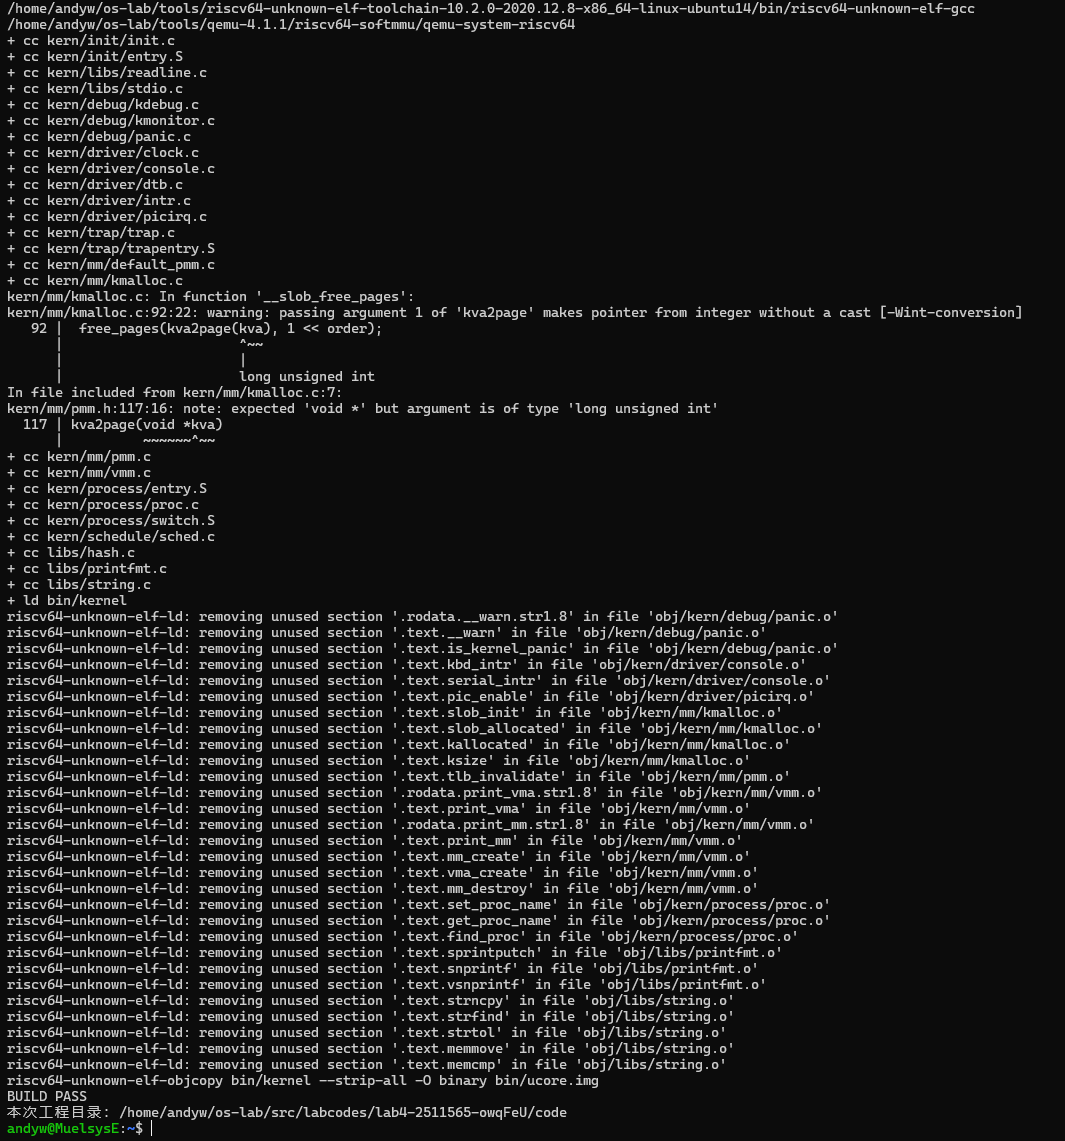 /home/andyw/os-lab/tools/riscv64-unknown-elf-toolchain-10.2.0-2020.12.8-x86_64-linux-ubuntu14/bin/riscv64-unknown-elf-gcc
/home/andyw/os-lab/tools/qemu-4.1.1/riscv64-softmmu/qemu-system-riscv64
+ cc kern/init/init.c
+ cc kern/init/entry.S
+ cc kern/libs/readline.c
+ cc kern/libs/stdio.c
+ cc kern/debug/kdebug.c
+ cc kern/debug/kmonitor.c
+ cc kern/debug/panic.c
+ cc kern/driver/clock.c
+ cc kern/driver/console.c
+ cc kern/driver/dtb.c
+ cc kern/driver/intr.c
+ cc kern/driver/picirq.c
+ cc kern/trap/trap.c
+ cc kern/trap/trapentry.S
+ cc kern/mm/default_pmm.c
+ cc kern/mm/kmalloc.c
kern/mm/kmalloc.c: In function '__slob_free_pages':
kern/mm/kmalloc.c:92:22: warning: passing argument 1 of 'kva2page' makes pointer from integer without a cast [-Wint-conversion]
   92 |  free_pages(kva2page(kva), 1 << order);
      |                      ^~~
      |                      |
      |                      long unsigned int
In file included from kern/mm/kmalloc.c:7:
kern/mm/pmm.h:117:16: note: expected 'void *' but argument is of type 'long unsigned int'
  117 | kva2page(void *kva)
      |          ~~~~~~^~~
+ cc kern/mm/pmm.c
+ cc kern/mm/vmm.c
+ cc kern/process/entry.S
+ cc kern/process/proc.c
+ cc kern/process/switch.S
+ cc kern/schedule/sched.c
+ cc libs/hash.c
+ cc libs/printfmt.c
+ cc libs/string.c
+ ld bin/kernel
riscv64-unknown-elf-ld: removing unused section '.rodata.__warn.str1.8' in file 'obj/kern/debug/panic.o'
riscv64-unknown-elf-ld: removing unused section '.text.__warn' in file 'obj/kern/debug/panic.o'
riscv64-unknown-elf-ld: removing unused section '.text.is_kernel_panic' in file 'obj/kern/debug/panic.o'
riscv64-unknown-elf-ld: removing unused section '.text.kbd_intr' in file 'obj/kern/driver/console.o'
riscv64-unknown-elf-ld: removing unused section '.text.serial_intr' in file 'obj/kern/driver/console.o'
riscv64-unknown-elf-ld: removing unused section '.text.pic_enable' in file 'obj/kern/driver/picirq.o'
riscv64-unknown-elf-ld: removing unused section '.text.slob_init' in file 'obj/kern/mm/kmalloc.o'
riscv64-unknown-elf-ld: removing unused section '.text.slob_allocated' in file 'obj/kern/mm/kmalloc.o'
riscv64-unknown-elf-ld: removing unused section '.text.kallocated' in file 'obj/kern/mm/kmalloc.o'
riscv64-unknown-elf-ld: removing unused section '.text.ksize' in file 'obj/kern/mm/kmalloc.o'
riscv64-unknown-elf-ld: removing unused section '.text.tlb_invalidate' in file 'obj/kern/mm/pmm.o'
riscv64-unknown-elf-ld: removing unused section '.rodata.print_vma.str1.8' in file 'obj/kern/mm/vmm.o'
riscv64-unknown-elf-ld: removing unused section '.text.print_vma' in file 'obj/kern/mm/vmm.o'
riscv64-unknown-elf-ld: removing unused section '.rodata.print_mm.str1.8' in file 'obj/kern/mm/vmm.o'
riscv64-unknown-elf-ld: removing unused section '.text.print_mm' in file 'obj/kern/mm/vmm.o'
riscv64-unknown-elf-ld: removing unused section '.text.mm_create' in file 'obj/kern/mm/vmm.o'
riscv64-unknown-elf-ld: removing unused section '.text.vma_create' in file 'obj/kern/mm/vmm.o'
riscv64-unknown-elf-ld: removing unused section '.text.mm_destroy' in file 'obj/kern/mm/vmm.o'
riscv64-unknown-elf-ld: removing unused section '.text.set_proc_name' in file 'obj/kern/process/proc.o'
riscv64-unknown-elf-ld: removing unused section '.text.get_proc_name' in file 'obj/kern/process/proc.o'
riscv64-unknown-elf-ld: removing unused section '.text.find_proc' in file 'obj/kern/process/proc.o'
riscv64-unknown-elf-ld: removing unused section '.text.sprintputch' in file 'obj/libs/printfmt.o'
riscv64-unknown-elf-ld: removing unused section '.text.snprintf' in file 'obj/libs/printfmt.o'
riscv64-unknown-elf-ld: removing unused section '.text.vsnprintf' in file 'obj/libs/printfmt.o'
riscv64-unknown-elf-ld: removing unused section '.text.strncpy' in file 'obj/libs/string.o'
riscv64-unknown-elf-ld: removing unused section '.text.strfind' in file 'obj/libs/string.o'
riscv64-unknown-elf-ld: removing unused section '.text.strtol' in file 'obj/libs/string.o'
riscv64-unknown-elf-ld: removing unused section '.text.memmove' in file 'obj/libs/string.o'
riscv64-unknown-elf-ld: removing unused section '.text.memcmp' in file 'obj/libs/string.o'
riscv64-unknown-elf-objcopy bin/kernel --strip-all -O binary bin/ucore.img
BUILD PASS
本次工程目录: /home/andyw/os-lab/src/labcodes/lab4-2511565-owqFeU/code
andyw@MuelsysE:~$